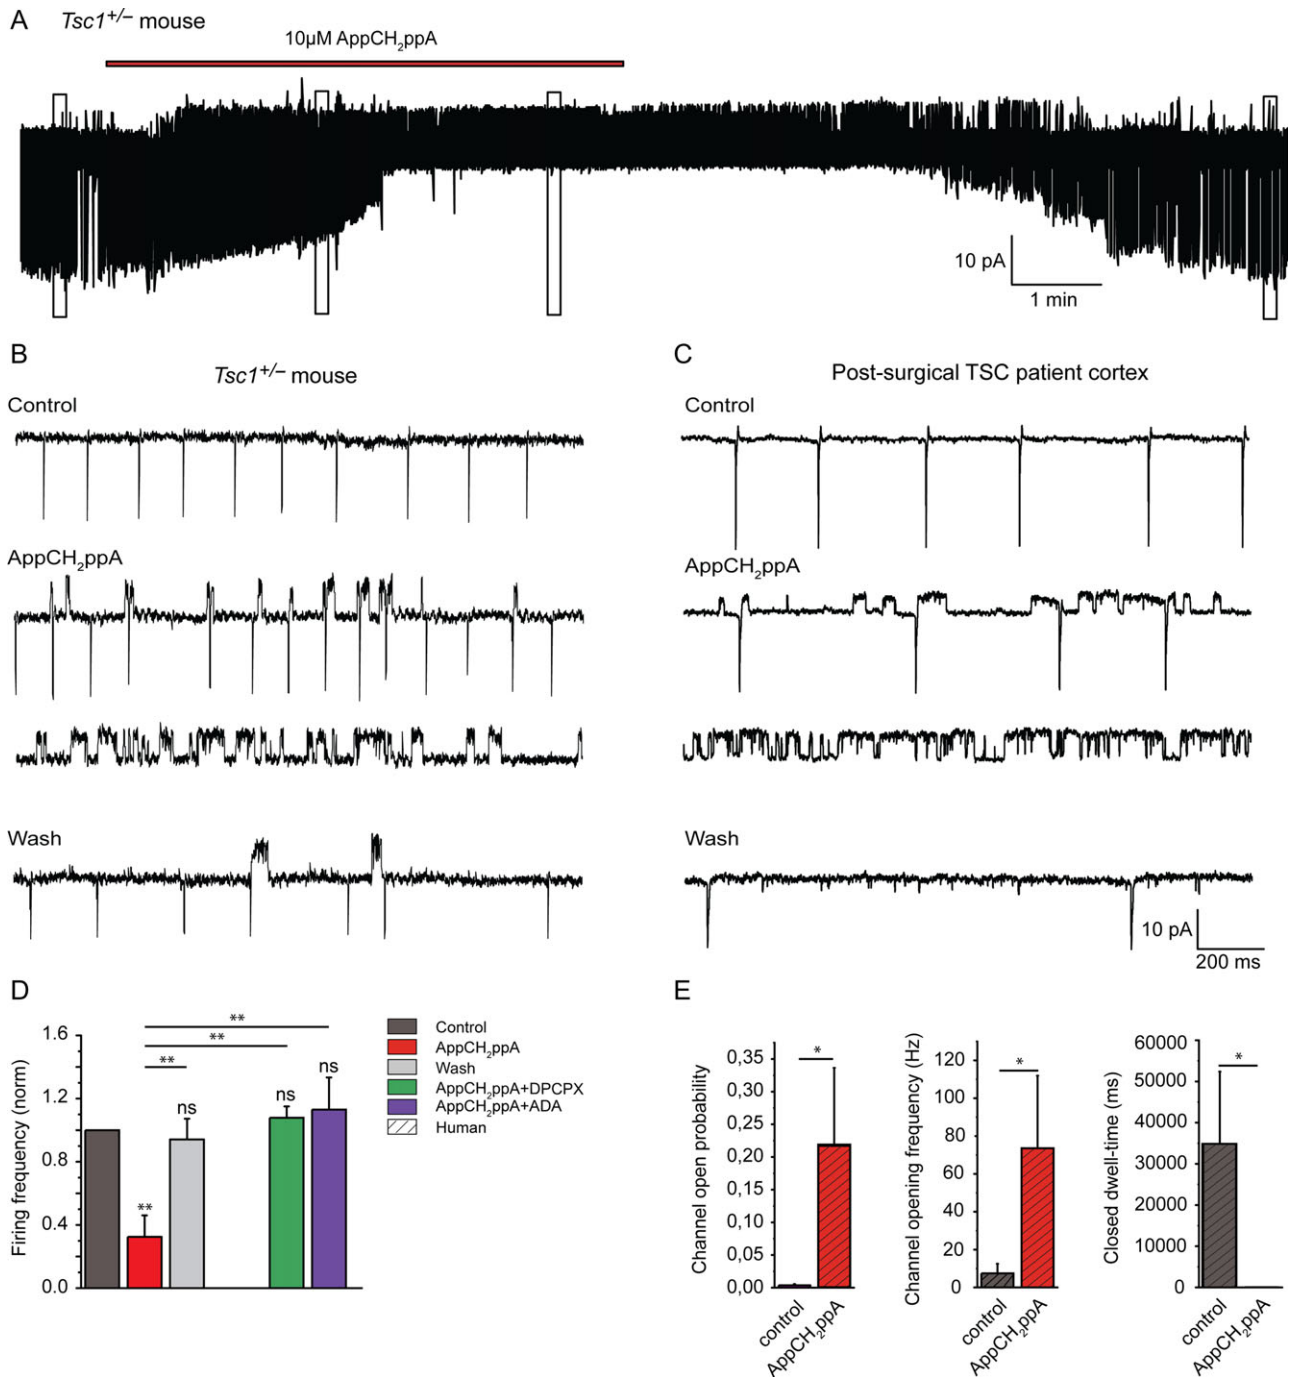 A
Tsc1+/– mouse
10µM AppCH₂ppA
10 pA
1 min
B
Tsc1+/– mouse
Control
AppCH₂ppA
Wash
C
Post-surgical TSC patient cortex
Control
AppCH₂ppA
Wash
10 pA
200 ms
D
Firing frequency (norm)
1.6
1.2
0.8
0.4
0.0
**
**
**
**
ns
ns
ns
Control
AppCH₂ppA
Wash
AppCH₂ppA+DPCPX
AppCH₂ppA+ADA
Human
E
Channel open probability
0,35
0,30
0,25
0,20
0,15
0,10
0,05
0,00
*
control
AppCH₂ppA
Channel opening frequency (Hz)
120
100
80
60
40
20
0
*
control
AppCH₂ppA
Closed dwell-time (ms)
60000
50000
40000
30000
20000
10000
0
*
control
AppCH₂ppA